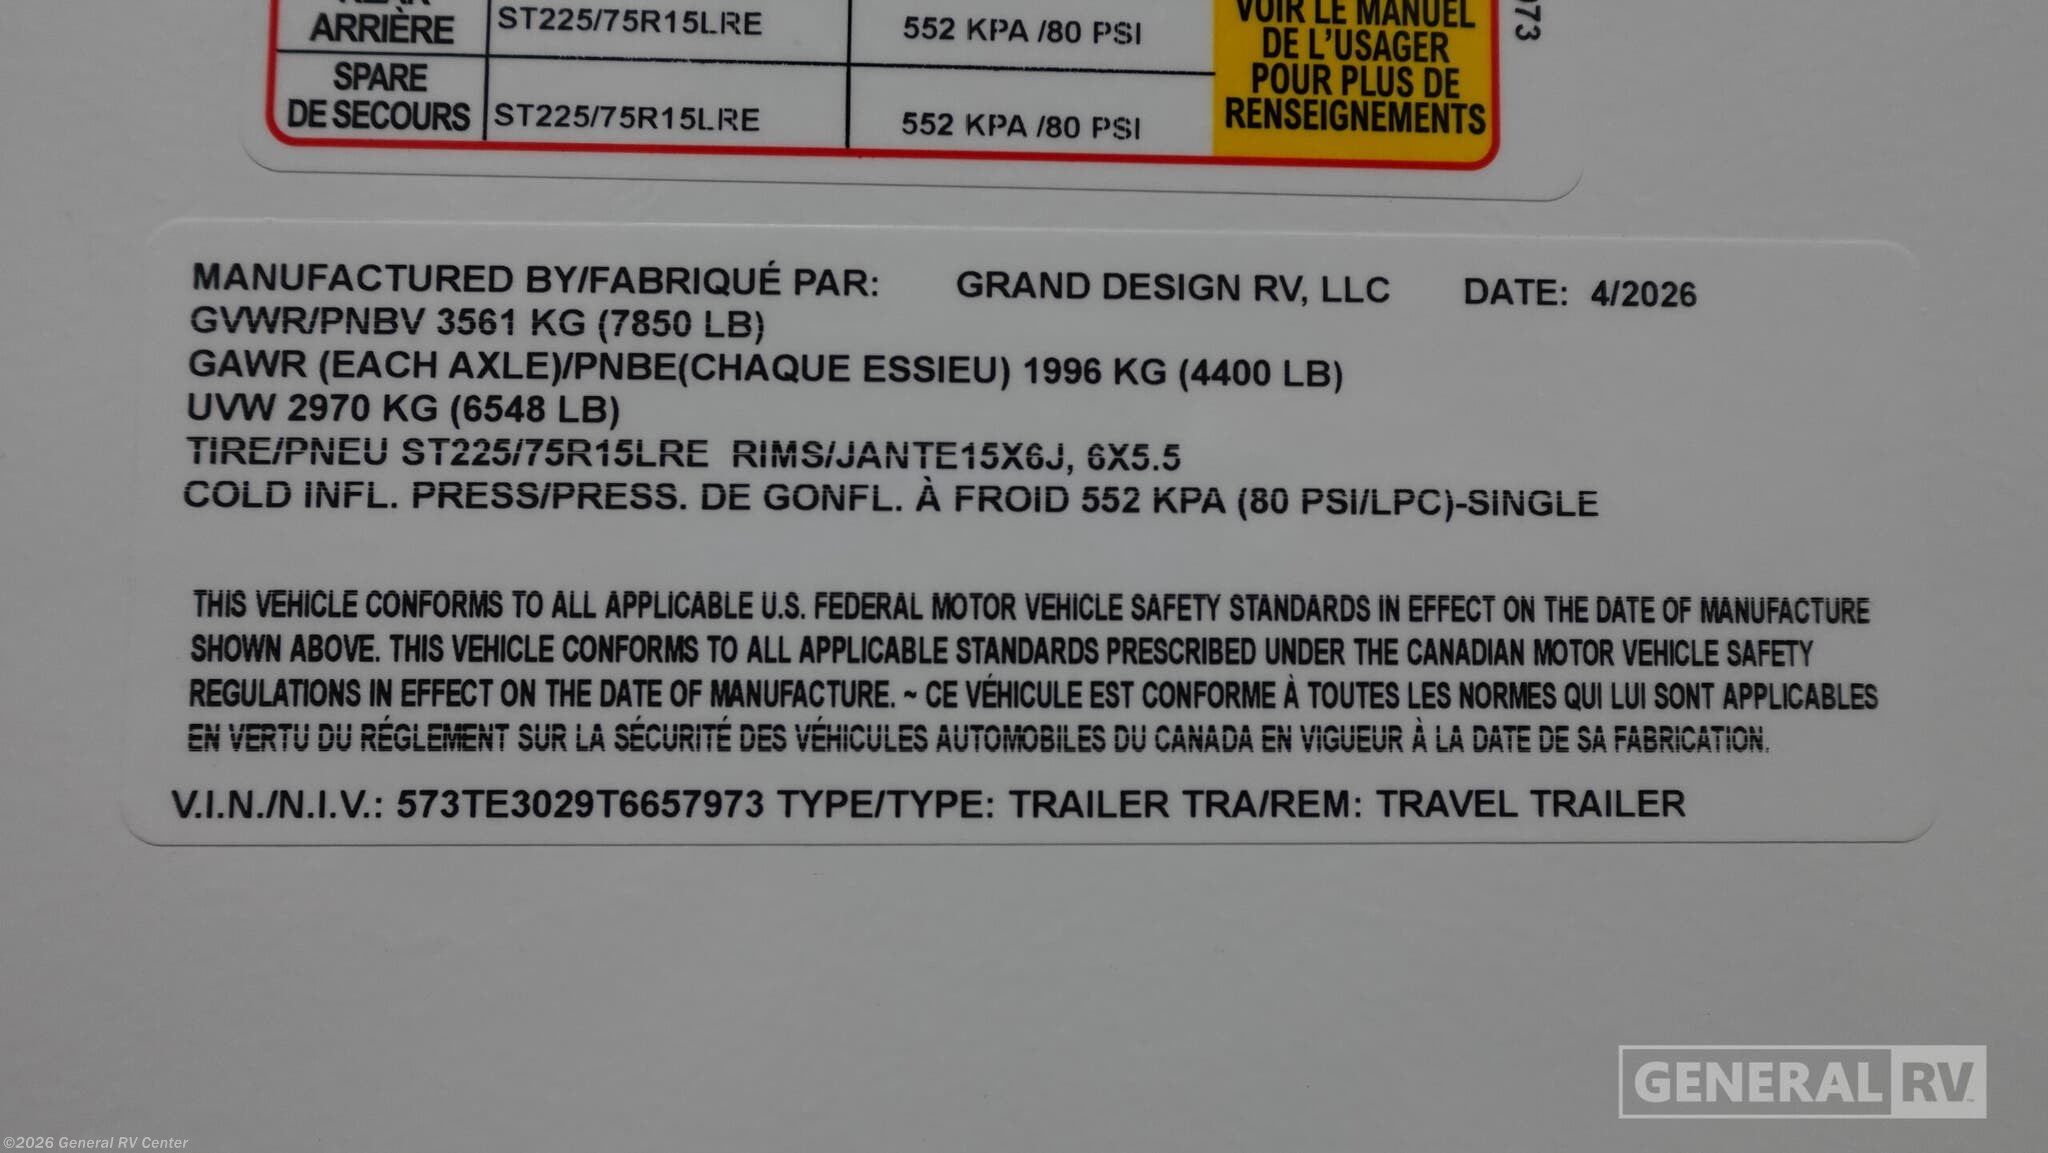 REAR
ARRIÈRE ST225/75R15LRE 552 KPA /80 PSI
SPARE
DE SECOURS ST225/75R15LRE 552 KPA /80 PSI
VOIR LE MANUEL
DE L'USAGER
POUR PLUS DE
RENSEIGNEMENTS
MANUFACTURED BY/FABRIQUÉ PAR: GRAND DESIGN RV, LLC DATE: 4/2026
GVWR/PNBV 3561 KG (7850 LB)
GAWR (EACH AXLE)/PNBE(CHAQUE ESSIEU) 1996 KG (4400 LB)
UVW 2970 KG (6548 LB)
TIRE/PNEU ST225/75R15LRE RIMS/JANTE15X6J, 6X5.5
COLD INFL. PRESS/PRESS. DE GONFL. À FROID 552 KPA (80 PSI/LPC)-SINGLE
THIS VEHICLE CONFORMS TO ALL APPLICABLE U.S. FEDERAL MOTOR VEHICLE SAFETY STANDARDS IN EFFECT ON THE DATE OF MANUFACTURE
SHOWN ABOVE. THIS VEHICLE CONFORMS TO ALL APPLICABLE STANDARDS PRESCRIBED UNDER THE CANADIAN MOTOR VEHICLE SAFETY
REGULATIONS IN EFFECT ON THE DATE OF MANUFACTURE. ~ CE VÉHICULE EST CONFORME À TOUTES LES NORMES QUI LUI SONT APPLICABLES
EN VERTU DU RÉGLEMENT SUR LA SÉCURITÉ DES VÉHICULES AUTOMOBILES DU CANADA EN VIGUEUR À LA DATE DE SA FABRICATION.
V.I.N./N.I.V.: 573TE3029T6657973 TYPE/TYPE: TRAILER TRA/REM: TRAVEL TRAILER
GENERAL RV
©2026 General RV Center